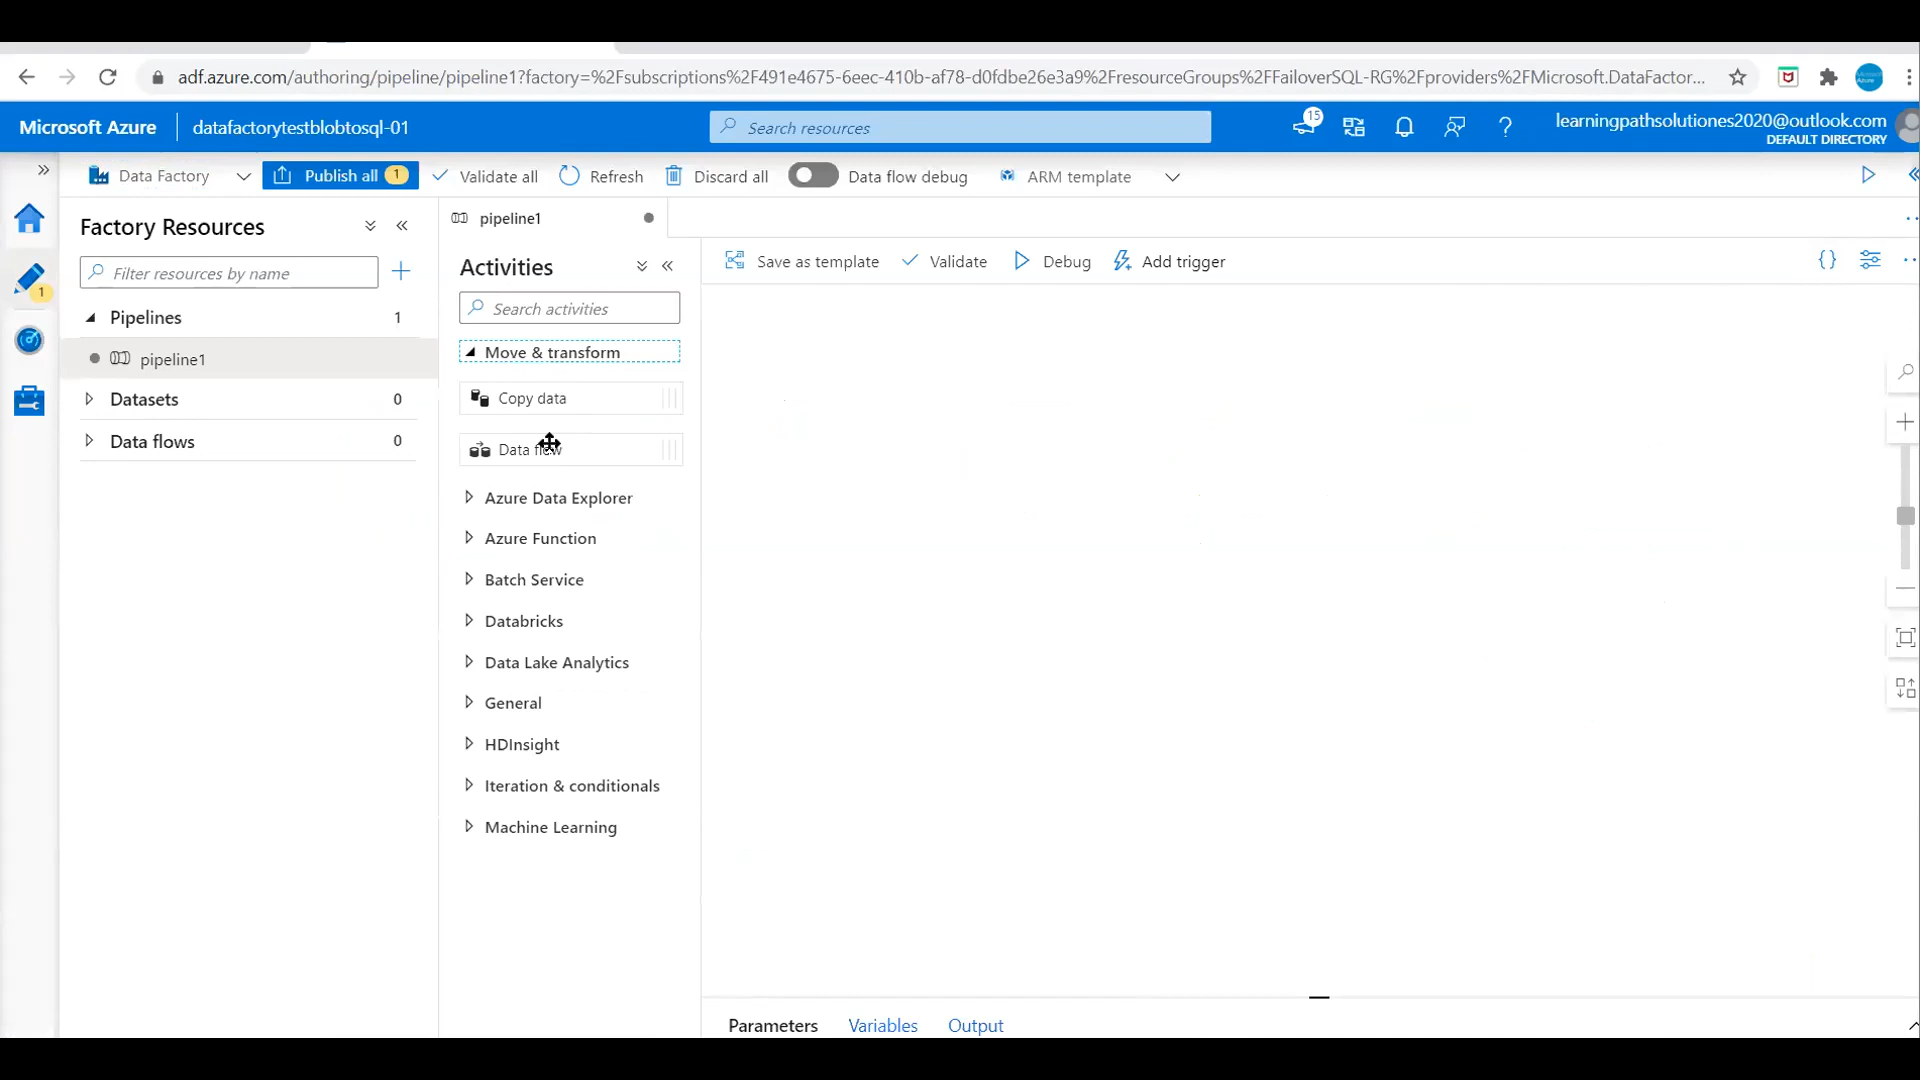 adf.azure.com/authoring/pipeline/pipeline1?factory=%2Fsubscriptions%2F491e4675-6eec-410b-af78-d0fdbe26e3a9%2FresourceGroups%2FFailoverSQL-RG%2Fproviders%2FMicrosoft.DataFactor...
Microsoft Azure datafactorytestblobtosql-01 Search resources 15 learningpathsolutiones2020@outlook.com
DEFAULT DIRECTORY
Data Factory Publish all 1 Validate all Refresh Discard all Data flow debug ARM template
Factory Resources
Filter resources by name
1
Pipelines 1
pipeline1
Datasets 0
Data flows 0
pipeline1
Activities
Search activities
Move & transform
Copy data
Data flow
Azure Data Explorer
Azure Function
Batch Service
Databricks
Data Lake Analytics
General
HDInsight
Iteration & conditionals
Machine Learning
Save as template Validate Debug Add trigger
Parameters Variables Output